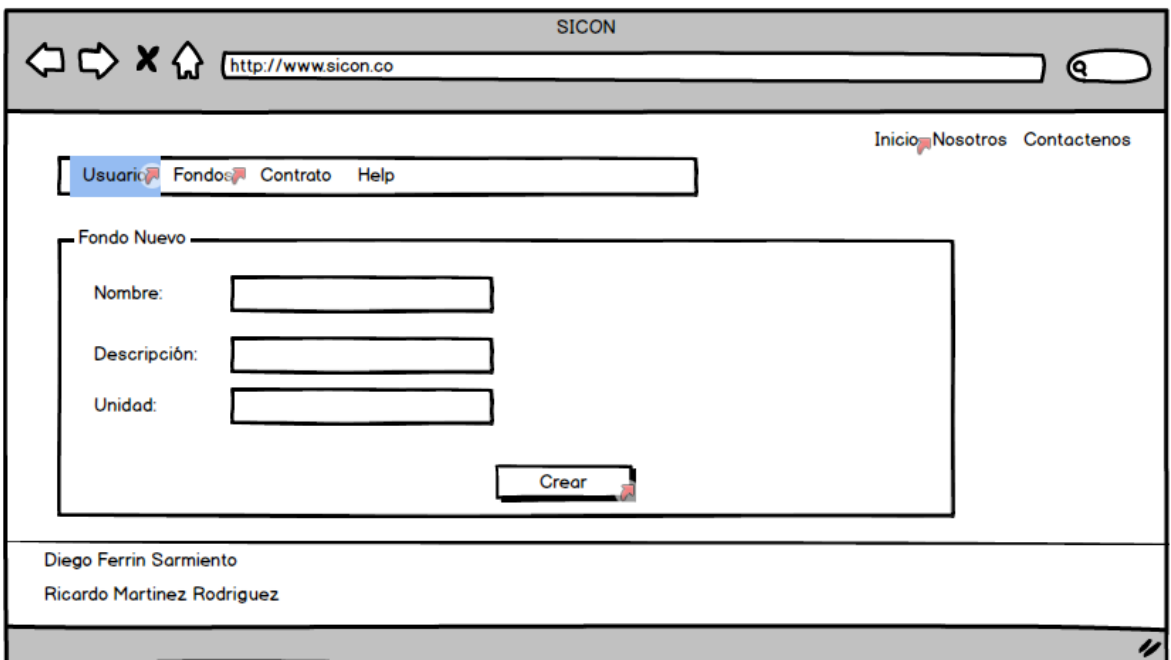 SICON
http://www.sicon.co
Inicio Nosotros Contactenos
Usuario Fondos Contrato Help
Fondo Nuevo
Nombre:
Descripción:
Unidad:
Crear
Diego Ferrin Sarmiento
Ricardo Martinez Rodriguez